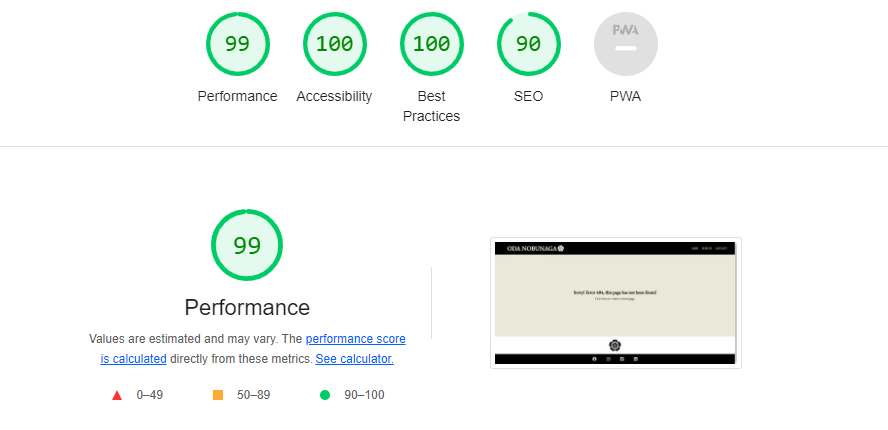 99
100
100
90
PWA
Performance
Accessibility
Best
Practices
SEO
PWA
99
Performance
Values are estimated and may vary. The performance score
is calculated directly from these metrics. See calculator.
0–49
50–89
90–100
ODA NOBUNAGA
Sorry! Error 404, this page has not been found